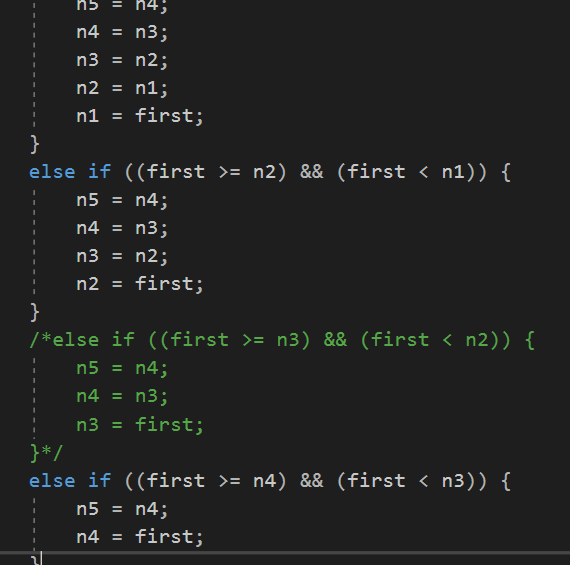 n5 = n4;
n4 = n3;
n3 = n2;
n2 = n1;
n1 = first;
}
else if ((first >= n2) && (first < n1)) {
n5 = n4;
n4 = n3;
n3 = n2;
n2 = first;
}
/*else if ((first >= n3) && (first < n2)) {
n5 = n4;
n4 = n3;
n3 = first;
}*/
else if ((first >= n4) && (first < n3)) {
n5 = n4;
n4 = first;
}